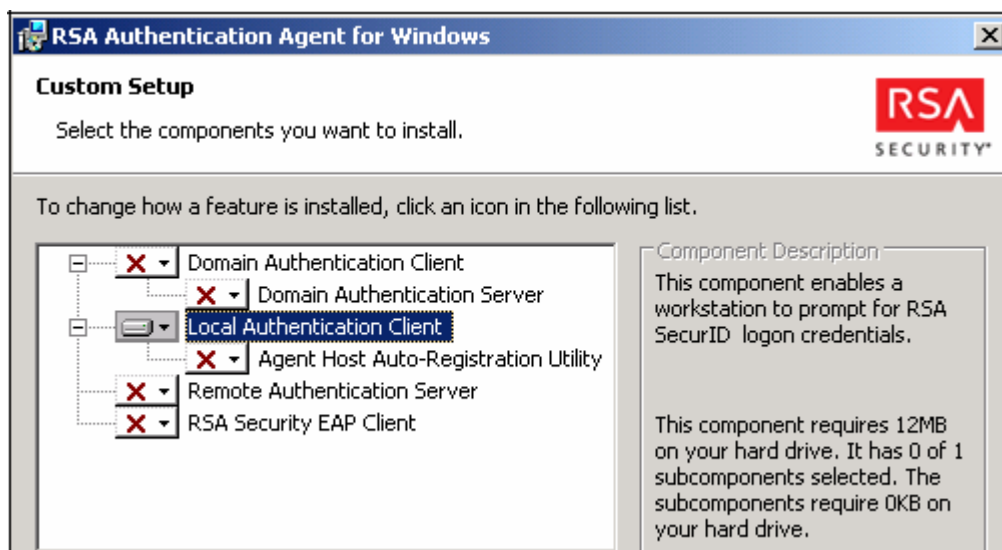 RSA Authentication Agent for Windows
Custom Setup
Select the components you want to install.
RSA
SECURITY®
To change how a feature is installed, click an icon in the following list.
Domain Authentication Client
Domain Authentication Server
Local Authentication Client
Agent Host Auto-Registration Utility
Remote Authentication Server
RSA Security EAP Client
Component Description
This component enables a
workstation to prompt for RSA
SecurID logon credentials.
This component requires 12MB
on your hard drive. It has 0 of 1
subcomponents selected. The
subcomponents require 0KB on
your hard drive.